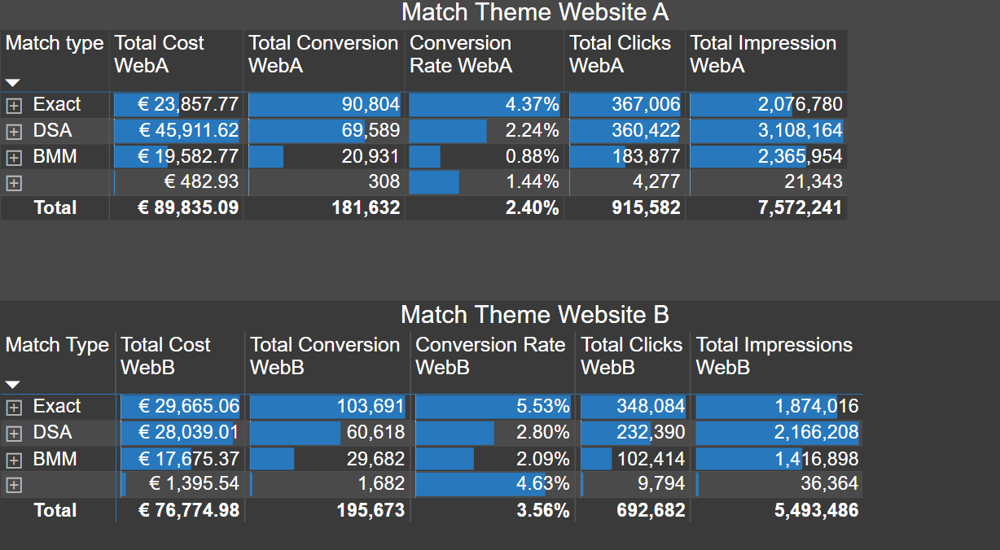 Match Theme Website A
Match type Total Cost Total Conversion Conversion Total Clicks Total Impression
WebA WebA Rate WebA WebA WebA
Exact € 23,857.77 90,804 4.37% 367,006 2,076,780
DSA € 45,911.62 69,589 2.24% 360,422 3,108,164
BMM € 19,582.77 20,931 0.88% 183,877 2,365,954
€ 482.93 308 1.44% 4,277 21,343
Total € 89,835.09 181,632 2.40% 915,582 7,572,241
Match Theme Website B
Match Type Total Cost Total Conversion Conversion Rate Total Clicks Total Impressions
WebB WebB WebB WebB WebB
Exact € 29,665.06 103,691 5.53% 348,084 1,874,016
DSA € 28,039.01 60,618 2.80% 232,390 2,166,208
BMM € 17,675.37 29,682 2.09% 102,414 1,416,898
€ 1,395.54 1,682 4.63% 9,794 36,364
Total € 76,774.98 195,673 3.56% 692,682 5,493,486